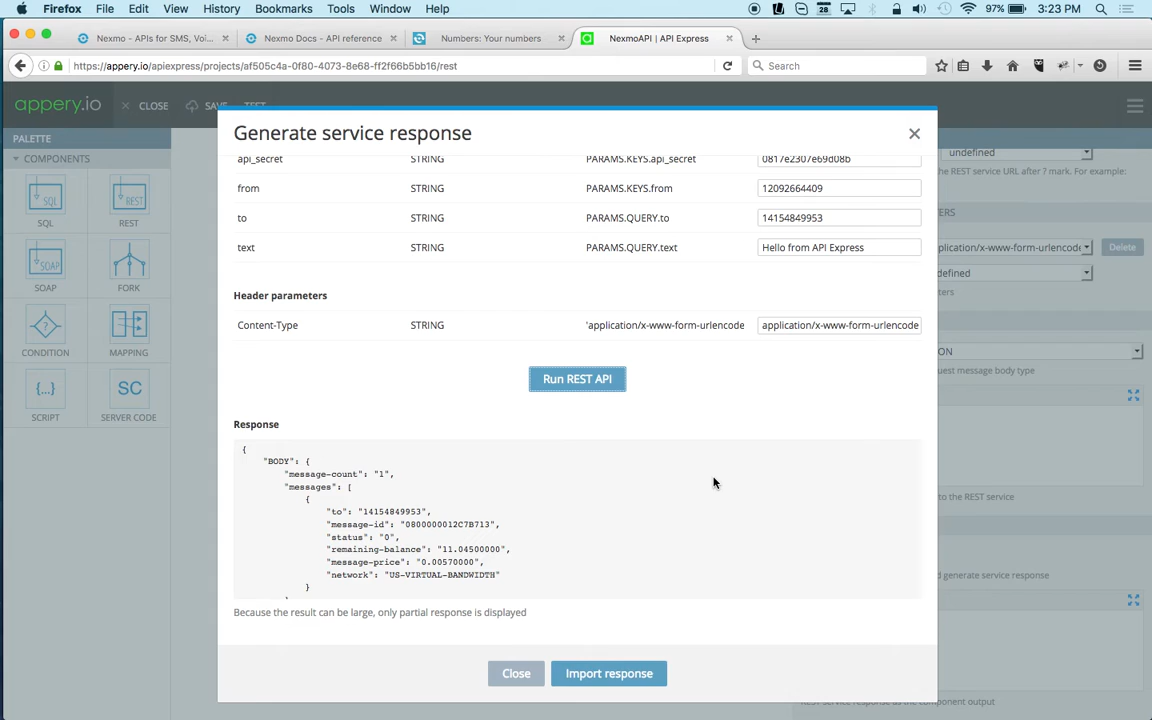 Firefox File Edit View History Bookmarks Tools Window Help 28 97% 3:23 PM
Nexmo - APIs for SMS, Voi... × Nexmo Docs - API reference × Numbers: Your numbers × NexmoAPI | API Express × +
https://appery.io/apiexpress/projects/af505c4a-0f80-4073-8e68-ff2f66b5bb16/rest Search
appery.io × CLOSE SAVE TEST
PALETTE
COMPONENTS
SQL REST
SOAP FORK
CONDITION MAPPING
{...} SC
SCRIPT SERVER CODE
Generate service response ×
api_secret STRING PARAMS.KEYS.api_secret 0817e2307e69d08b
from STRING PARAMS.KEYS.from 12092664409
to STRING PARAMS.QUERY.to 14154849953
text STRING PARAMS.QUERY.text Hello from API Express
Header parameters
Content-Type STRING 'application/x-www-form-urlencode application/x-www-form-urlencode
Run REST API
Response
{
"BODY": {
"message-count": "1",
"messages": [
{
"to": "14154849953",
"message-id": "0800000012C7B713",
"status": "0",
"remaining-balance": "11.04500000",
"message-price": "0.00570000",
"network": "US-VIRTUAL-BANDWIDTH"
}
Because the result can be large, only partial response is displayed
Close Import response
undefined
the REST service URL after ? mark. For example:
ERS
pplication/x-www-form-urlencode Delete
defined
ters
ON
quest message body type
to the REST service
d generate service response
REST service response as the component output